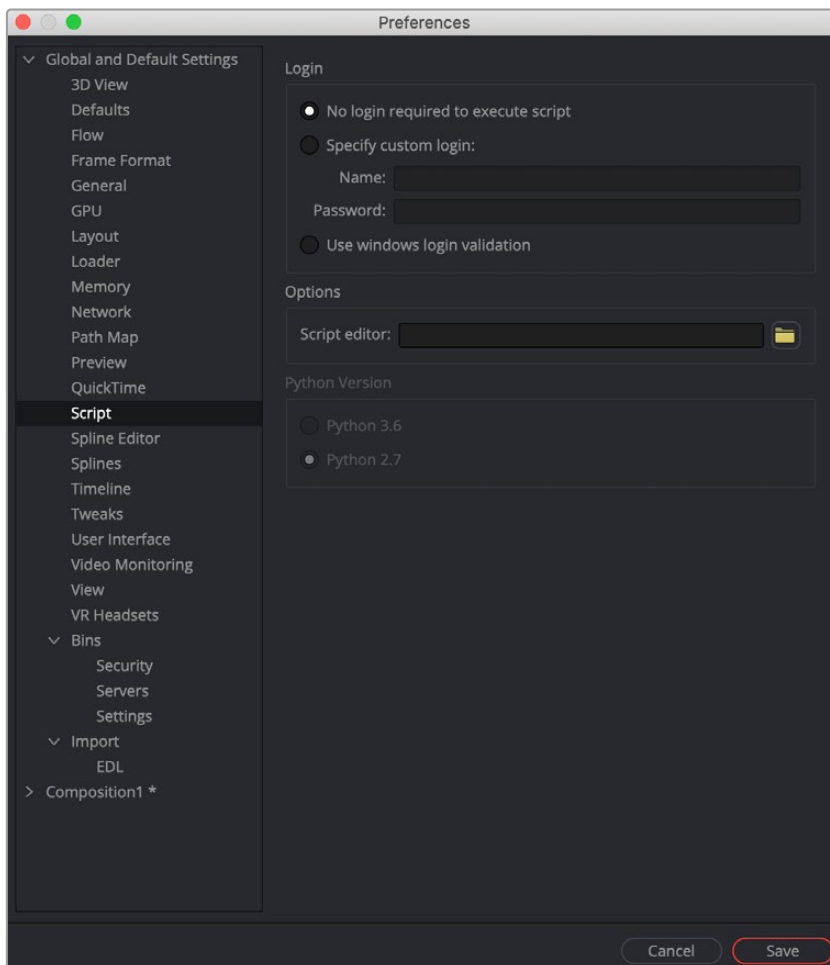 Preferences
Global and Default Settings
3D View
Defaults
Flow
Frame Format
General
GPU
Layout
Loader
Memory
Network
Path Map
Preview
QuickTime
Script
Spline Editor
Splines
Timeline
Tweaks
User Interface
Video Monitoring
View
VR Headsets
Bins
Security
Servers
Settings
Import
EDL
Composition1 *
Login
No login required to execute script
Specify custom login:
Name:
Password:
Use windows login validation
Options
Script editor:
Python Version
Python 3.6
Python 2.7
Cancel
Save